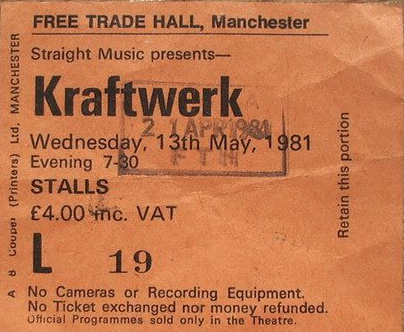 FREE TRADE HALL, Manchester
Straight Music presents—
Kraftwerk
Wednesday, 13th May, 1981
21 APR 1981
FTH
Evening 7-30
STALLS
£4.00 inc. VAT
L 19
No Cameras or Recording Equipment.
No Ticket exchanged nor money refunded.
Official Programmes sold only in the Theatre.
Retain this portion
A B Cooper (Printers) Ltd, MANCHESTER